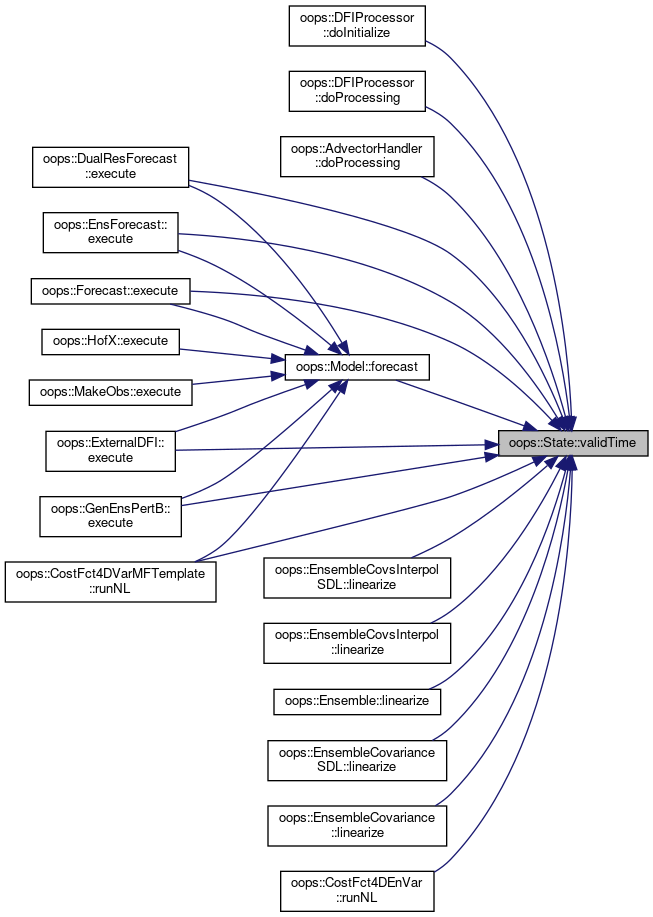 oops::DFIProcessor
::doInitialize
oops::DFIProcessor
::doProcessing
oops::AdvectorHandler
::doProcessing
oops::DualResForecast
::execute
oops::EnsForecast::
execute
oops::Forecast::execute
oops::HofX::execute
oops::Model::forecast
oops::MakeObs::execute
oops::ExternalDFI::
execute
oops::State::validTime
oops::GenEnsPertB::
execute
oops::CostFct4DVarMFTemplate
::runNL
oops::EnsembleCovsInterpol
SDL::linearize
oops::EnsembleCovsInterpol
::linearize
oops::Ensemble::linearize
oops::EnsembleCovariance
SDL::linearize
oops::EnsembleCovariance
::linearize
oops::CostFct4DEnVar
::runNL